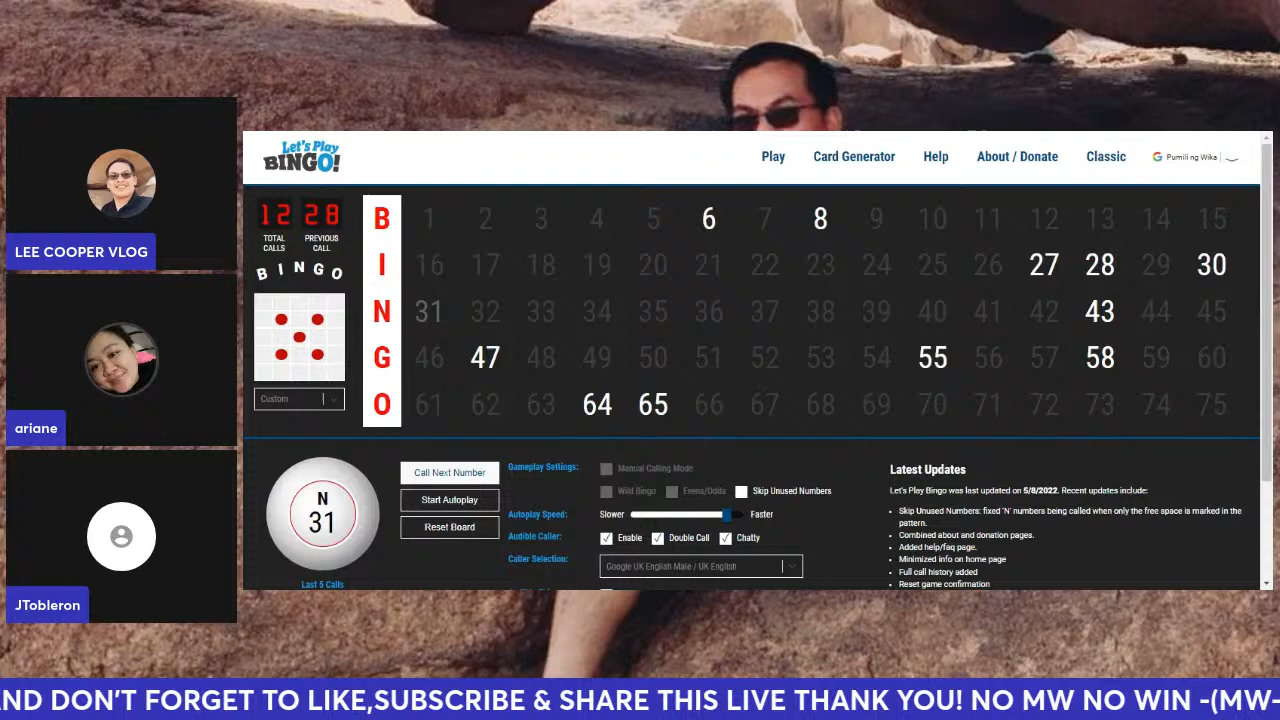 Let's Play
BINGO!
Play
Card Generator
Help
About / Donate
Classic
G Pumili ng Wika
12 28
TOTAL CALLS
PREVIOUS CALL
B I N G O
Custom
B 1 2 3 4 5 6 7 8 9 10 11 12 13 14 15
I 16 17 18 19 20 21 22 23 24 25 26 27 28 29 30
N 31 32 33 34 35 36 37 38 39 40 41 42 43 44 45
G 46 47 48 49 50 51 52 53 54 55 56 57 58 59 60
O 61 62 63 64 65 66 67 68 69 70 71 72 73 74 75
N
31
Last 5 Calls
Call Next Number
Start Autoplay
Reset Board
Gameplay Settings:
Manual Calling Mode
Wild Bingo Evens/Odds Skip Unused Numbers
Autoplay Speed: Slower Faster
Audible Caller: Enable Double Call Chatty
Caller Selection: Google UK English Male / UK English
Latest Updates
Let's Play Bingo was last updated on 5/8/2022. Recent updates include:
Skip Unused Numbers: fixed 'N' numbers being called when only the free space is marked in the
pattern.
Combined about and donation pages.
Added help/faq page.
Minimized info on home page
Full call history added
Reset game confirmation
LEE COOPER VLOG
ariane
JTobleron
ND DON'T FORGET TO LIKE,SUBSCRIBE & SHARE THIS LIVE THANK YOU! NO MW NO WIN -(MW-